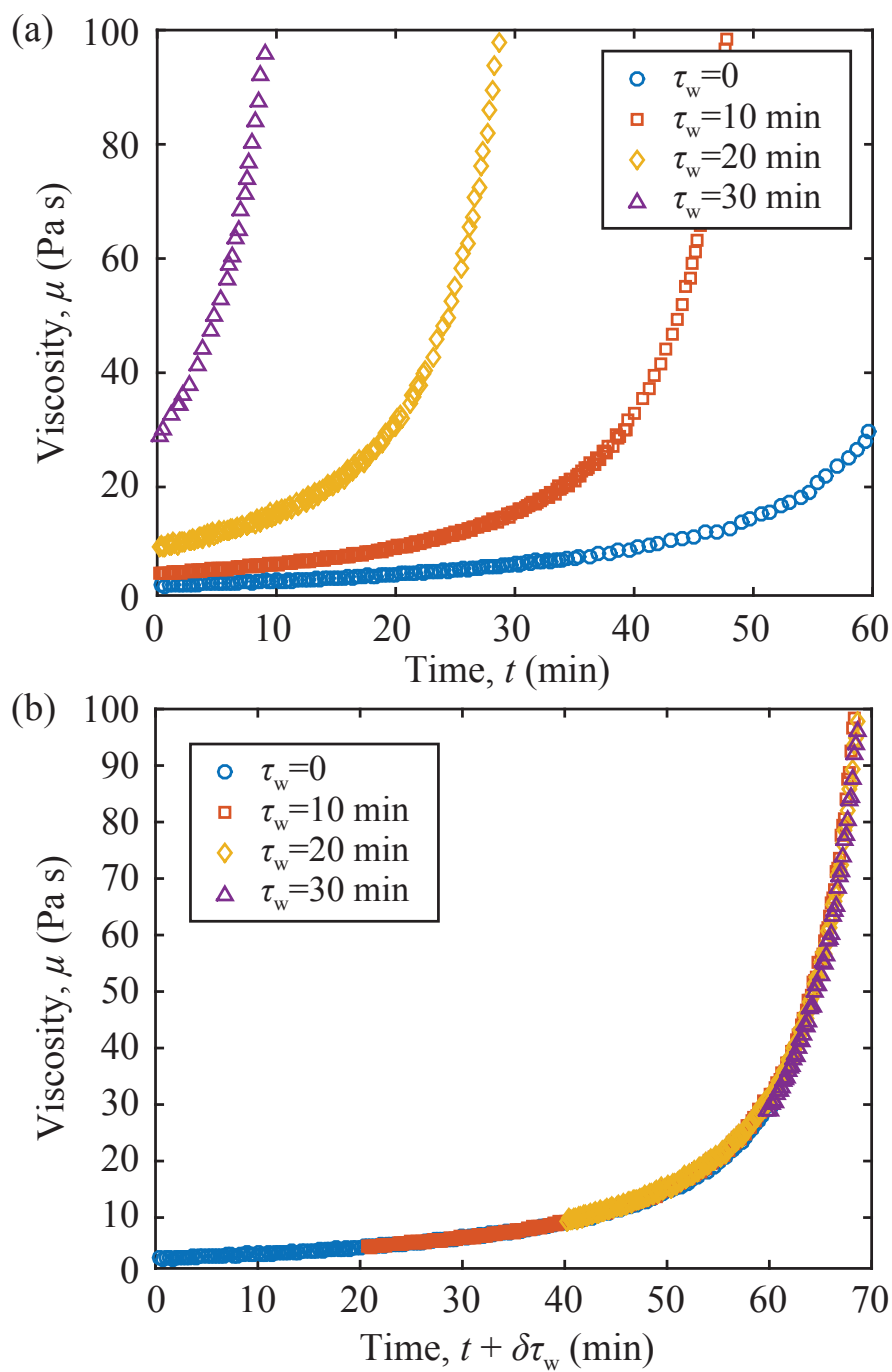 (a)
100
80
60
40
20
0
Viscosity, μ (Pa s)
τw=0
τw=10 min
τw=20 min
τw=30 min
0 10 20 30 40 50 60
Time, t (min)
(b)
100
90
80
70
60
50
40
30
20
10
0
Viscosity, μ (Pa s)
τw=0
τw=10 min
τw=20 min
τw=30 min
0 10 20 30 40 50 60 70
Time, t + δτw (min)